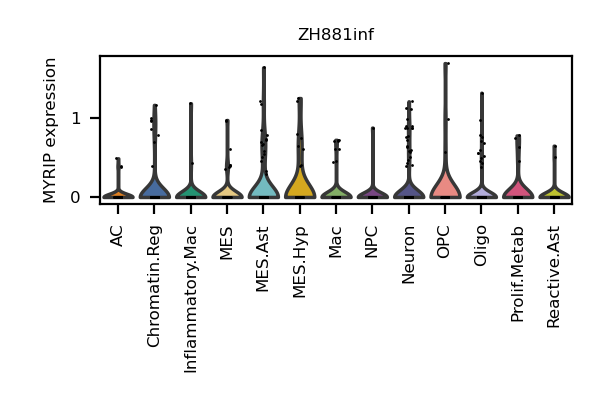 ZH881inf
MYRIP expression
1
0
AC
Chromatin.Reg
Inflammatory.Mac
MES
MES.Ast
MES.Hyp
Mac
NPC
Neuron
OPC
Oligo
Prolif.Metab
Reactive.Ast